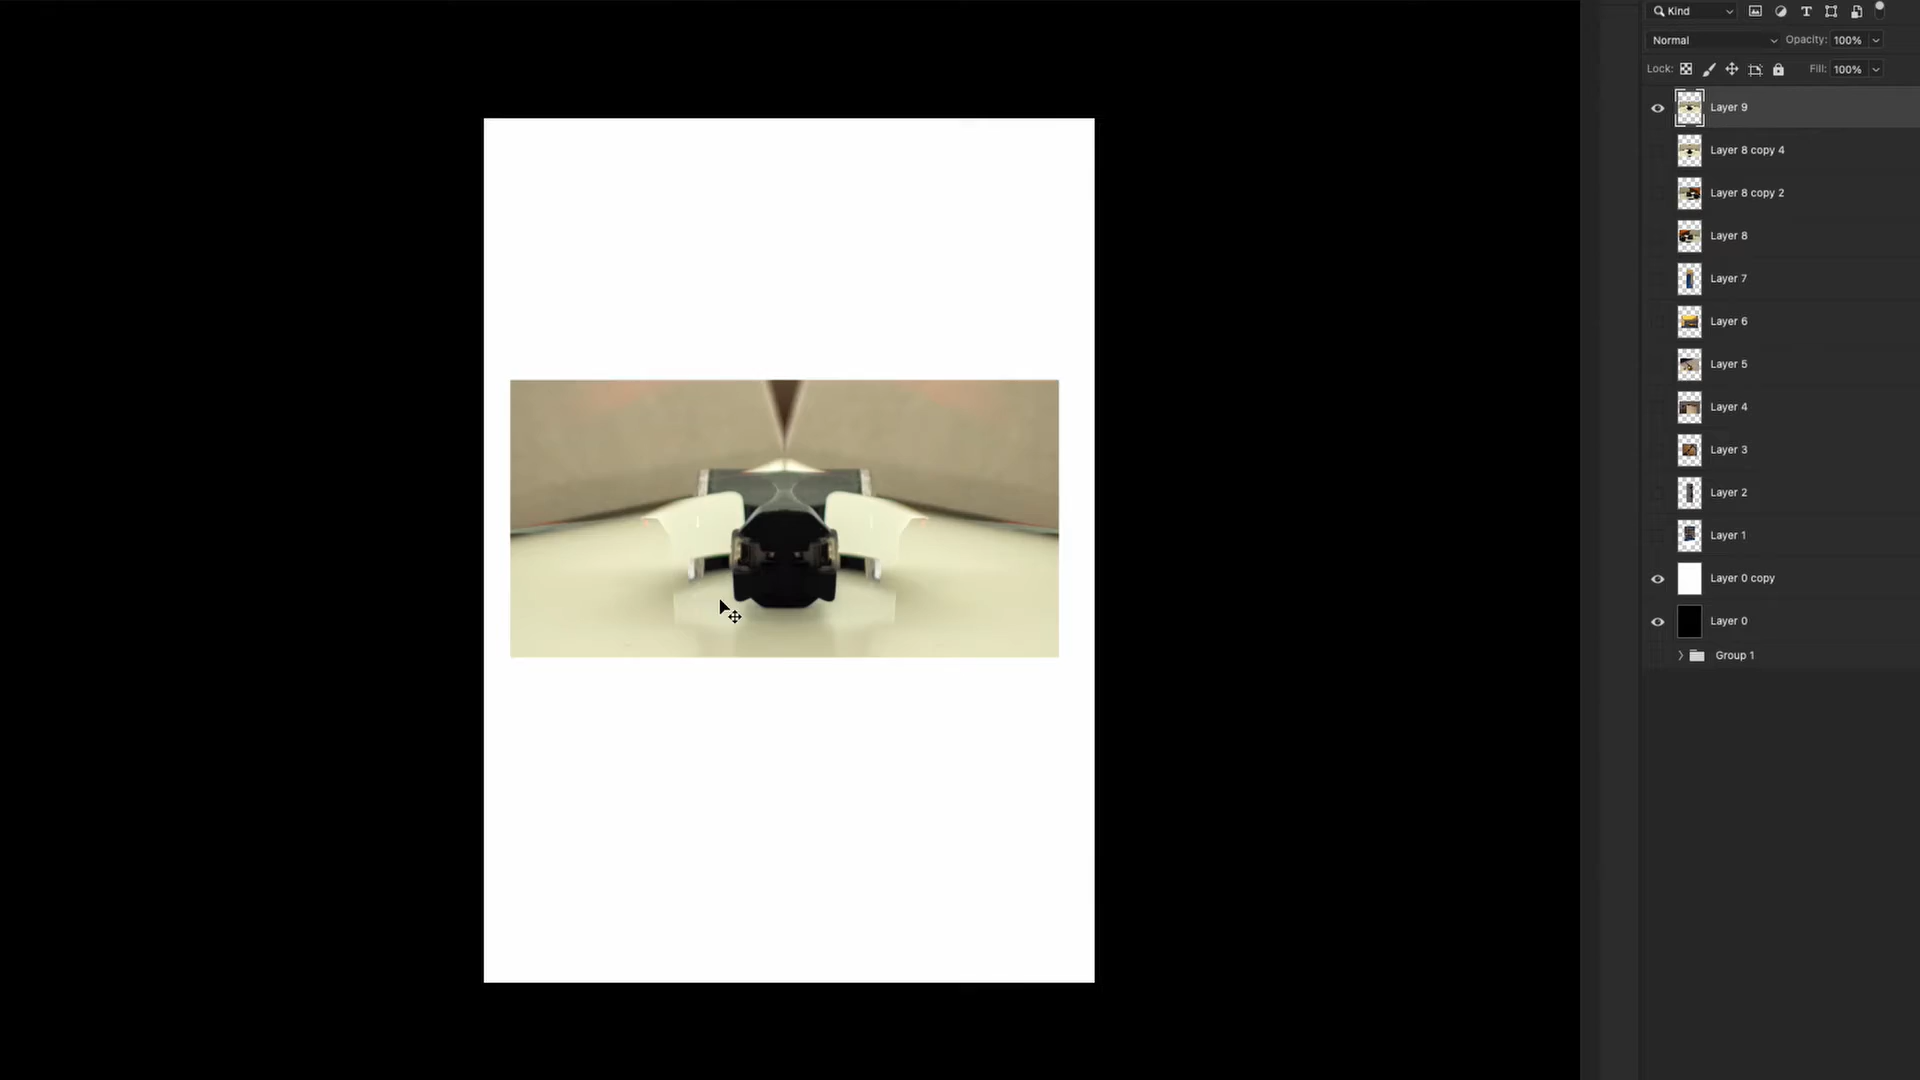 Kind
Normal Opacity: 100%
Lock: Fill: 100%
Layer 9
Layer 8 copy 4
Layer 8 copy 2
Layer 8
Layer 7
Layer 6
Layer 5
Layer 4
Layer 3
Layer 2
Layer 1
Layer 0 copy
Layer 0
Group 1